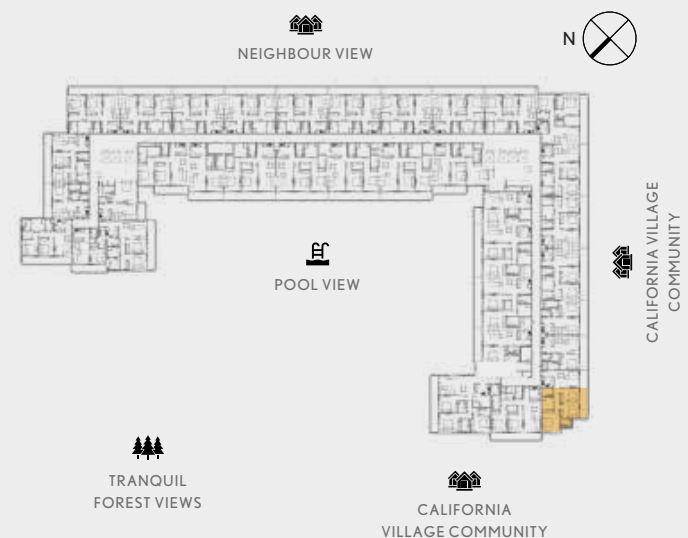 NEIGHBOUR VIEW
N
POOL VIEW
CALIFORNIA VILLAGE
COMMUNITY
TRANQUIL
FOREST VIEWS
CALIFORNIA
VILLAGE COMMUNITY